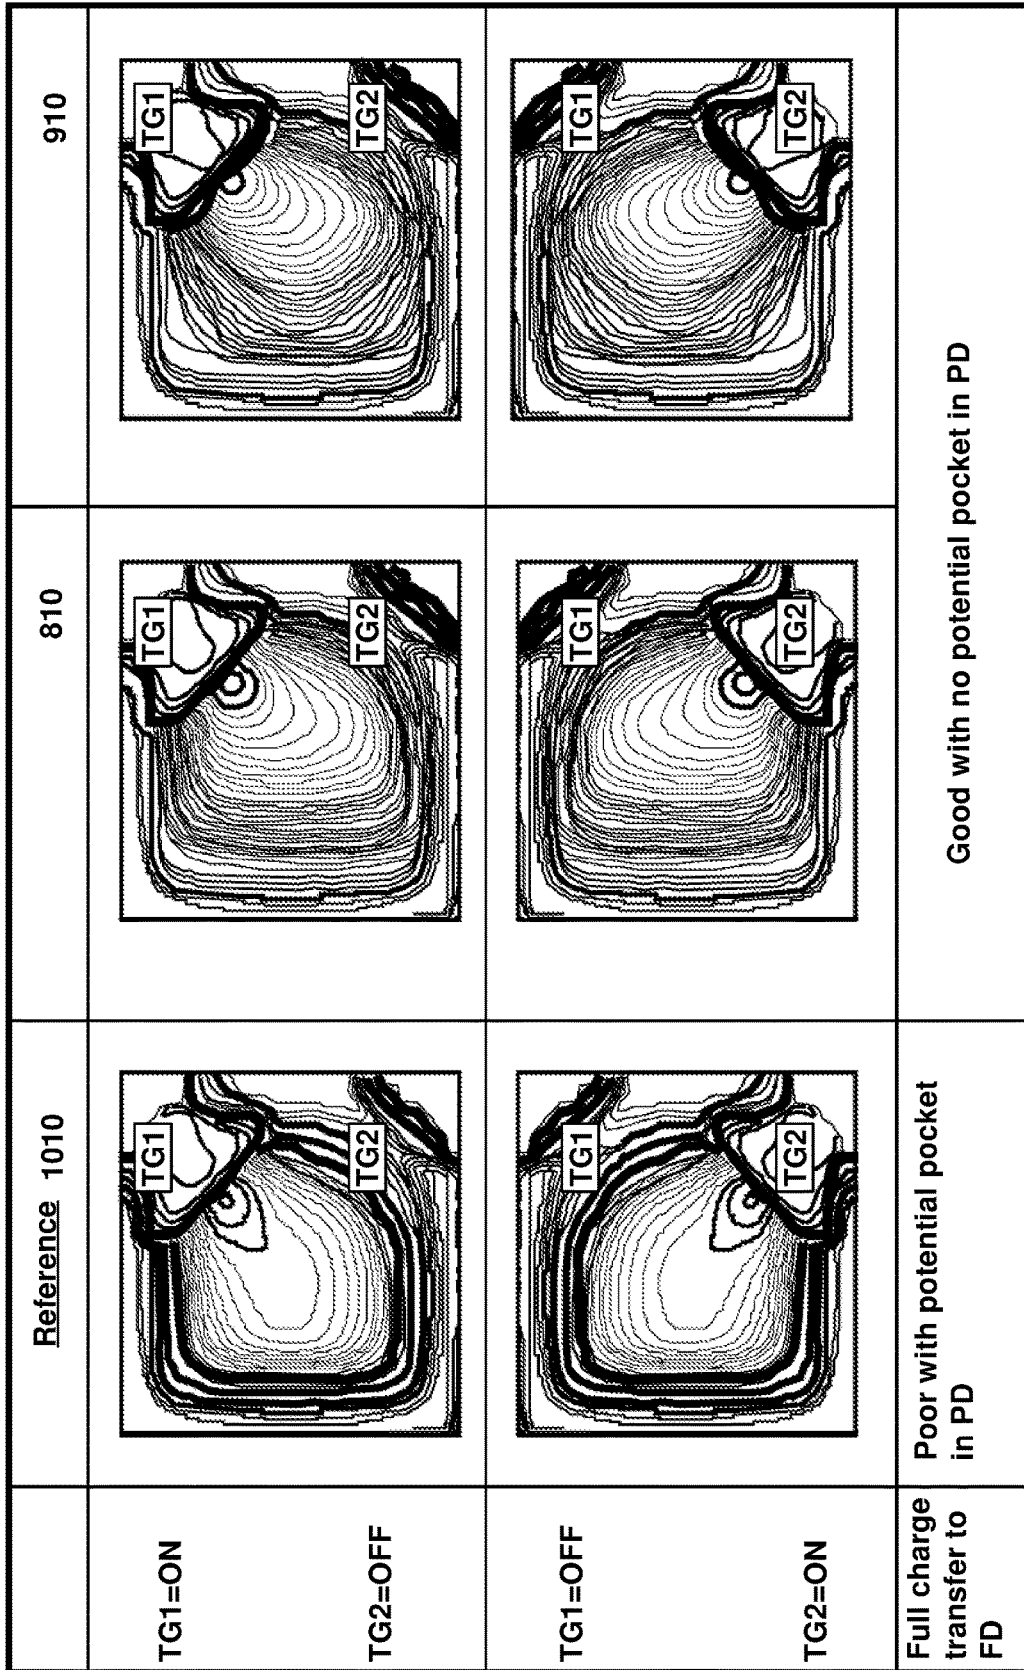 Reference 1010
810
910
TG1=ON
TG2=OFF
TG1
TG2
TG1
TG2
TG1
TG2
TG1=OFF
TG2=ON
TG1
TG2
TG1
TG2
TG1
TG2
Full charge
transfer to
FD
Poor with potential pocket
in PD
Good with no potential pocket in PD